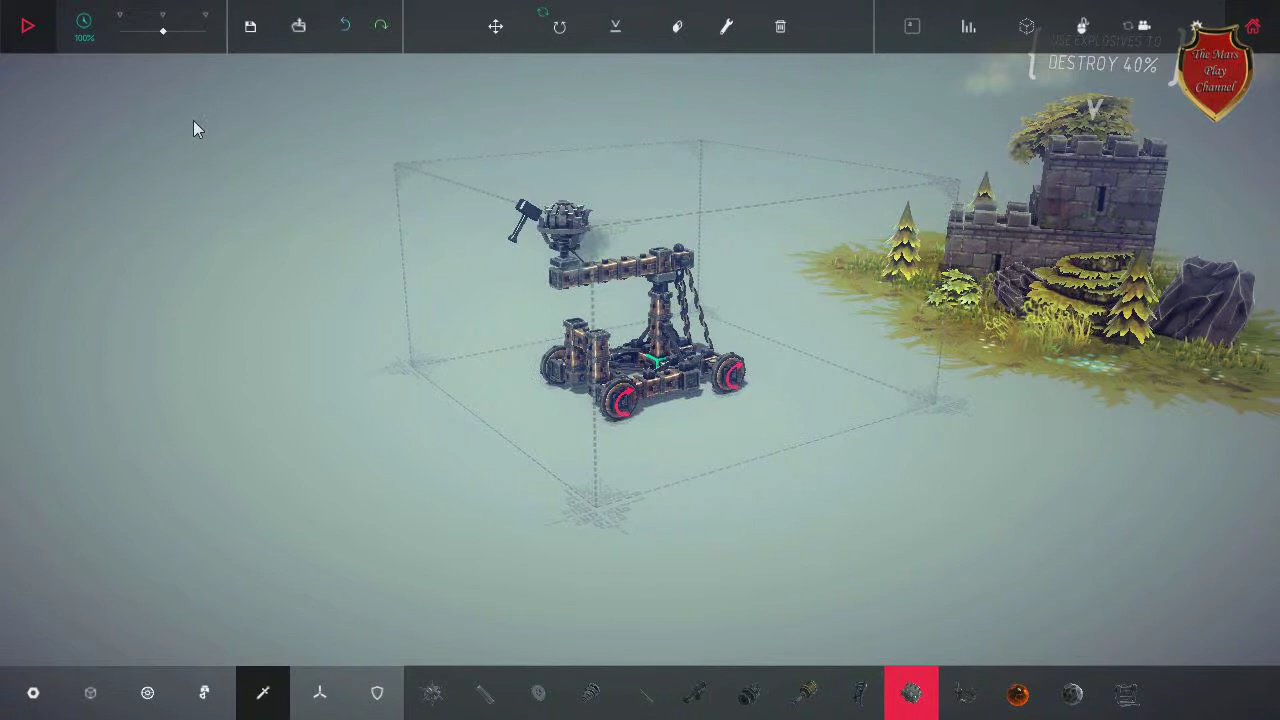 100%
USE EXPLOSIVES TO
DESTROY 40%
The Mars
Play
Channel